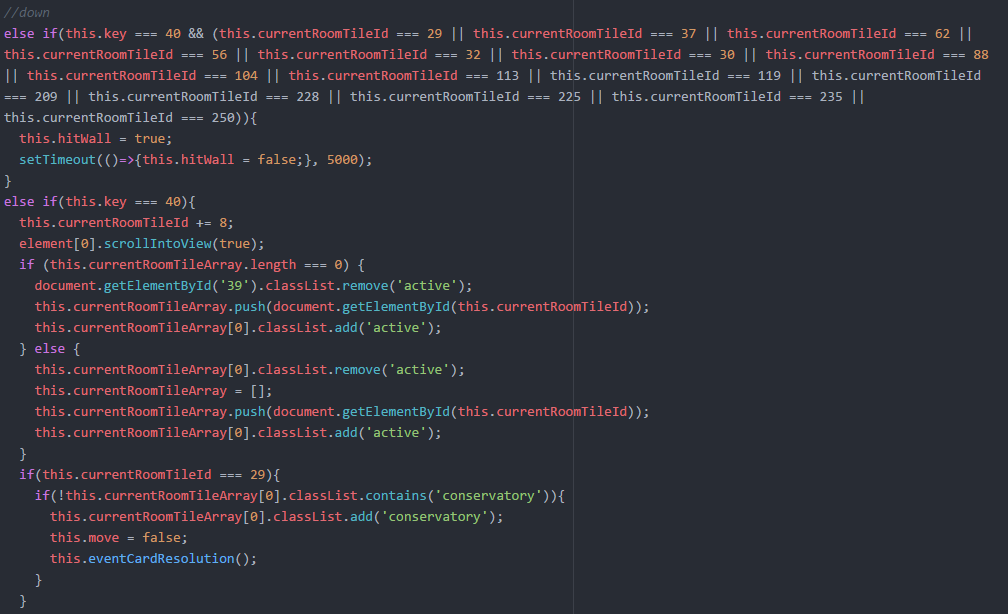 //down
else if(this.key === 40 && (this.currentRoomTileId === 29 || this.currentRoomTileId === 37 || this.currentRoomTileId === 62 ||
this.currentRoomTileId === 56 || this.currentRoomTileId === 32 || this.currentRoomTileId === 30 || this.currentRoomTileId === 88
|| this.currentRoomTileId === 104 || this.currentRoomTileId === 113 || this.currentRoomTileId === 119 || this.currentRoomTileId
=== 209 || this.currentRoomTileId === 228 || this.currentRoomTileId === 225 || this.currentRoomTileId === 235 ||
this.currentRoomTileId === 250)){
  this.hitWall = true;
  setTimeout(()=>{this.hitWall = false;}, 5000);
}
else if(this.key === 40){
  this.currentRoomTileId += 8;
  element[0].scrollIntoView(true);
  if (this.currentRoomTileArray.length === 0) {
    document.getElementById('39').classList.remove('active');
    this.currentRoomTileArray.push(document.getElementById(this.currentRoomTileId));
    this.currentRoomTileArray[0].classList.add('active');
  } else {
    this.currentRoomTileArray[0].classList.remove('active');
    this.currentRoomTileArray = [];
    this.currentRoomTileArray.push(document.getElementById(this.currentRoomTileId));
    this.currentRoomTileArray[0].classList.add('active');
  }
  if(this.currentRoomTileId === 29){
    if(!this.currentRoomTileArray[0].classList.contains('conservatory')){
      this.currentRoomTileArray[0].classList.add('conservatory');
      this.move = false;
      this.eventCardResolution();
    }
  }